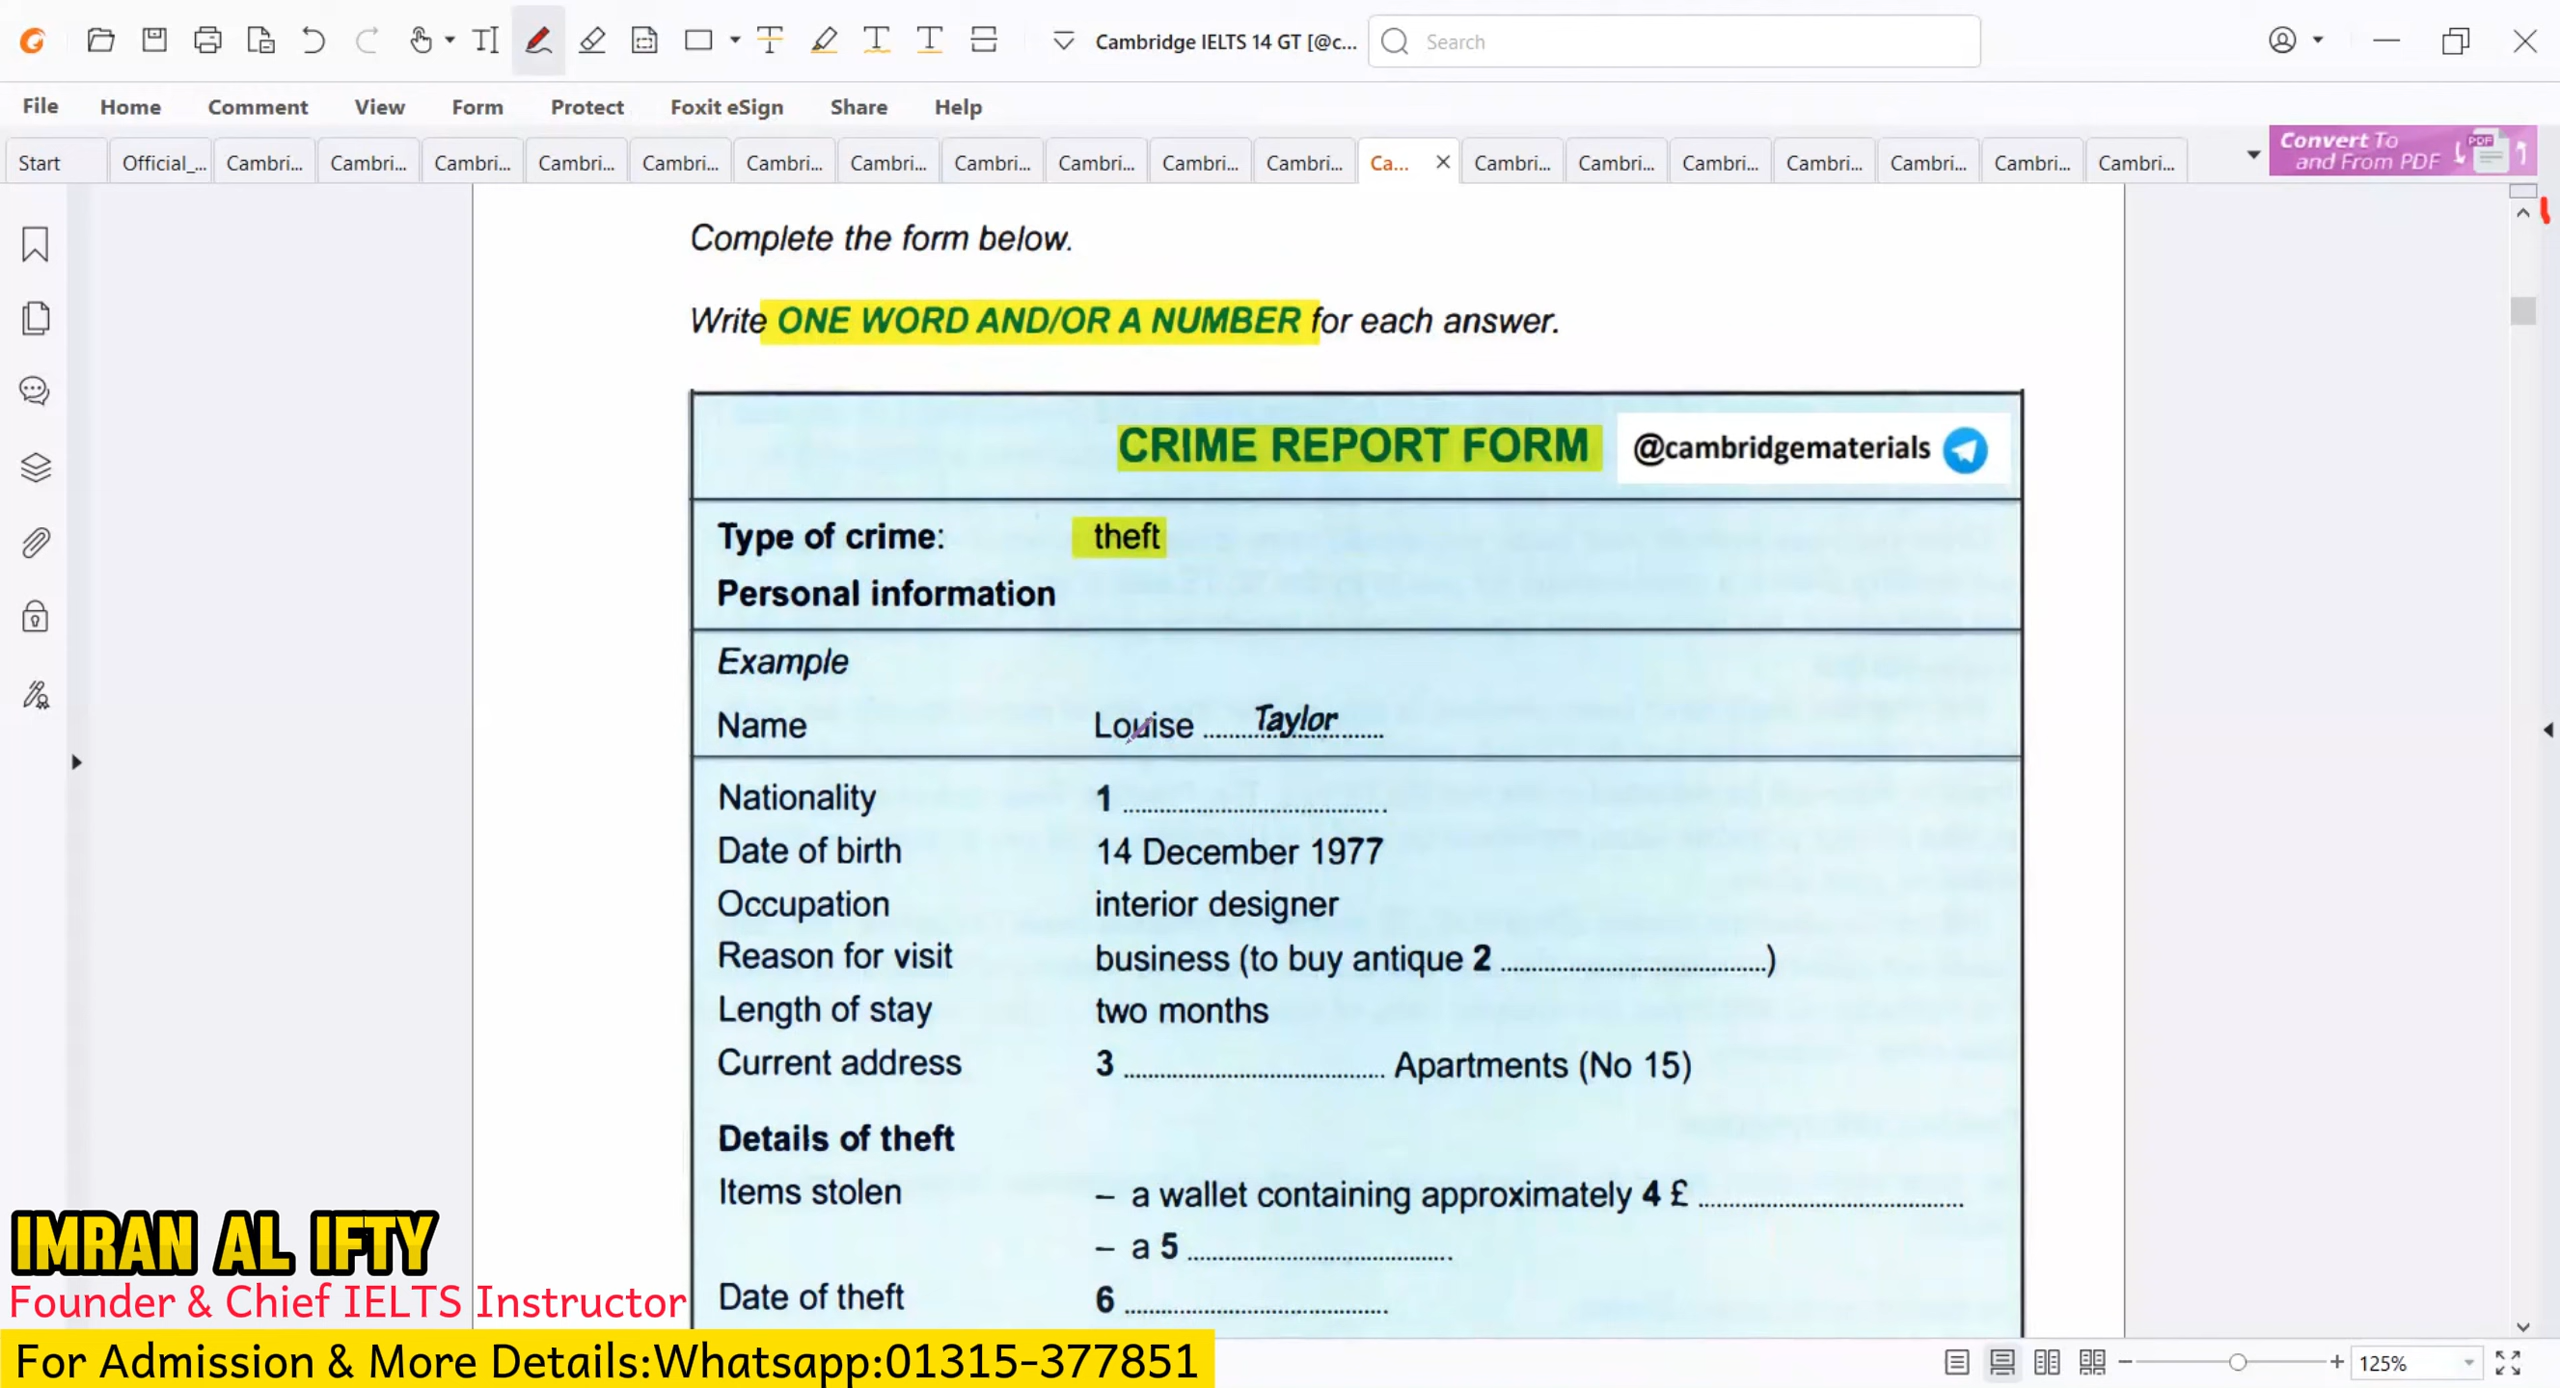 Cambridge IELTS 14 GT [@c...
Search
File Home Comment View Form Protect Foxit eSign Share Help
Start Official_... Cambri... Cambri... Cambri... Cambri... Cambri... Cambri... Cambri... Cambri... Cambri... Cambri... Cambri... Ca... Cambri... Cambri... Cambri... Cambri... Cambri... Cambri... Cambri...
Convert To
and From PDF
PDF
Complete the form below.
Write ONE WORD AND/OR A NUMBER for each answer.
CRIME REPORT FORM @cambridgematerials
Type of crime: theft
Personal information
Example
Name Louise .......... Taylor ..........
Nationality 1 ..............................
Date of birth 14 December 1977
Occupation interior designer
Reason for visit business (to buy antique 2 ..............................)
Length of stay two months
Current address 3 .............................. Apartments (No 15)
Details of theft
Items stolen – a wallet containing approximately 4 £ ..............................
– a 5 ..............................
Date of theft 6 ..............................
IMRAN AL IFTY
Founder & Chief IELTS Instructor
For Admission & More Details:Whatsapp:01315-377851
125%